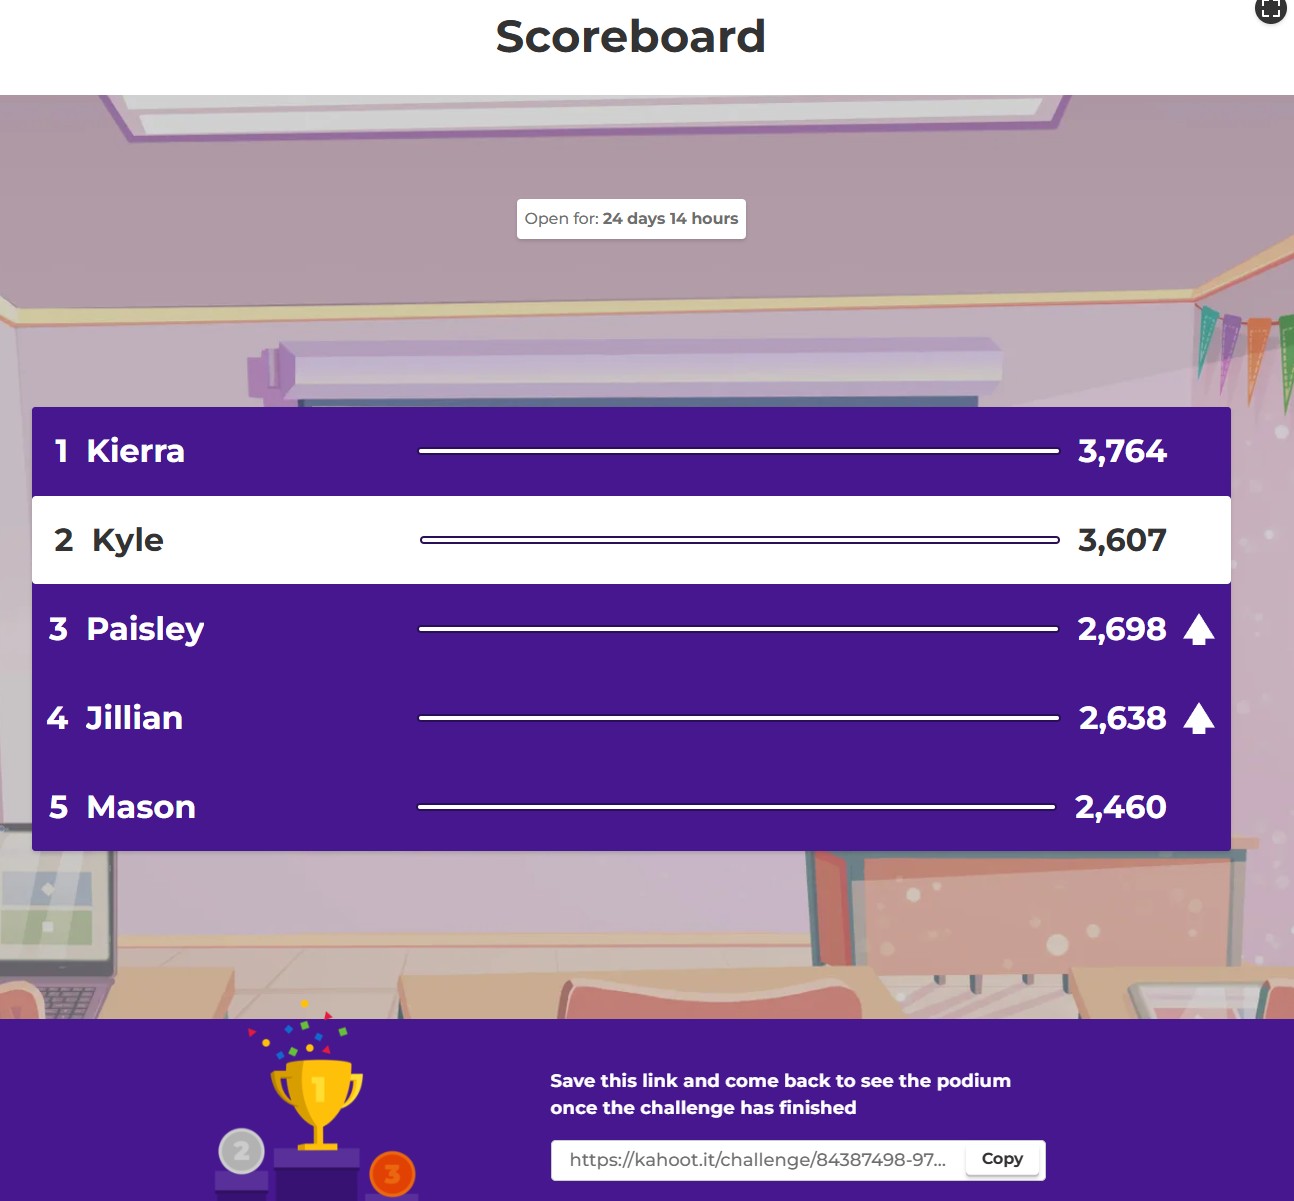 Scoreboard
Open for: 24 days 14 hours
1 Kierra 3,764
2 Kyle 3,607
3 Paisley 2,698
4 Jillian 2,638
5 Mason 2,460
1
2
3
Save this link and come back to see the podium
once the challenge has finished
https://kahoot.it/challenge/84387498-97... Copy